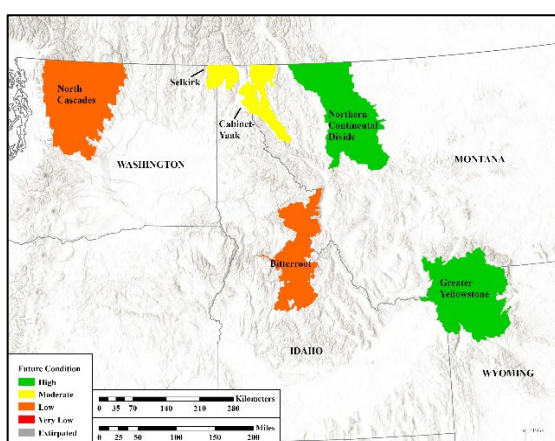 North
Cascades
Selkirk
Cabinet-
Yaak
Northern
Continental
Divide
WASHINGTON
MONTANA
Bitterroot
Greater
Yellowstone
IDAHO
WYOMING
Future Condition
High
Moderate
Low
Very Low
Extirpated
Kilometers
0 35 70 140 210 280
Miles
0 25 50 100 150 200